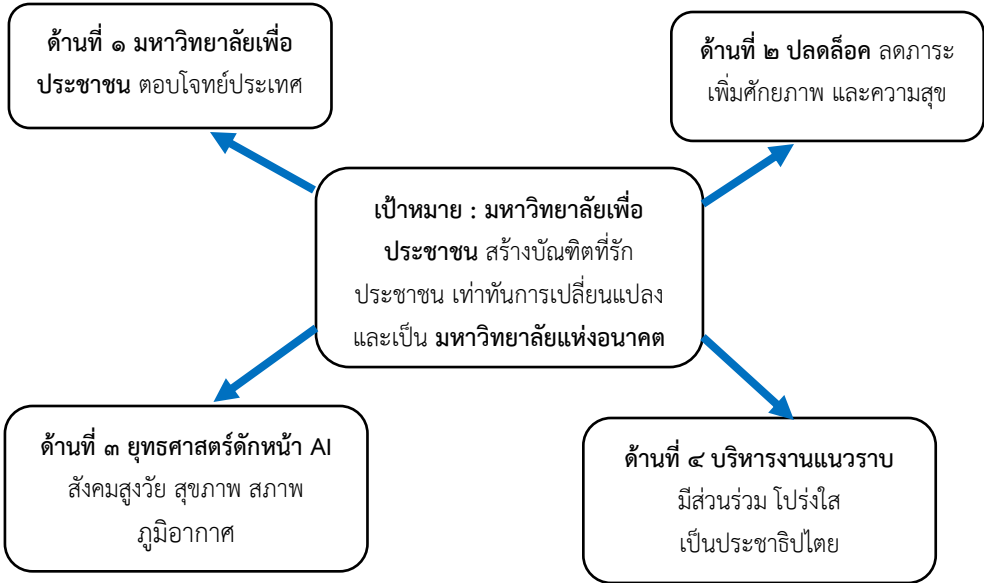 ด้านที่ ๑ มหาวิทยาลัยเพื่อ
ประชาชน ตอบโจทย์ประเทศ
ด้านที่ ๒ ปลดล็อค ลดภาระ
เพิ่มศักยภาพ และความสุข
เป้าหมาย : มหาวิทยาลัยเพื่อ
ประชาชน สร้างบัณฑิตที่รัก
ประชาชน เท่าทันการเปลี่ยนแปลง
และเป็น มหาวิทยาลัยแห่งอนาคต
ด้านที่ ๓ ยุทธศาสตร์ดักหน้า AI
สังคมสูงวัย สุขภาพ สภาพ
ภูมิอากาศ
ด้านที่ ๔ บริหารงานแนวราบ
มีส่วนร่วม โปร่งใส
เป็นประชาธิปไตย